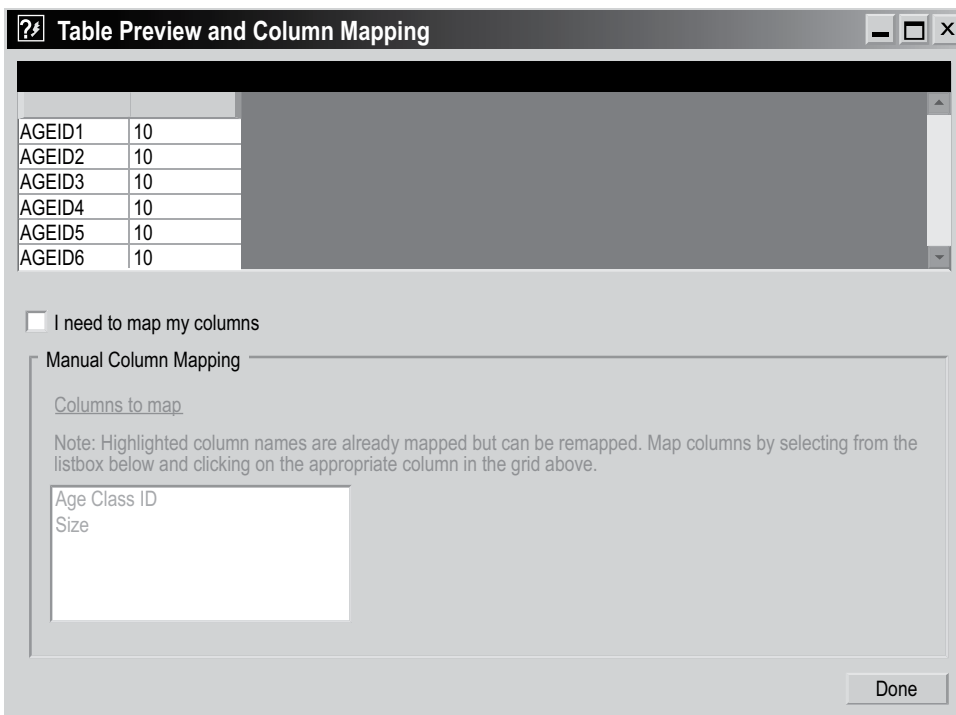 Table Preview and Column Mapping
AGEID1 10
AGEID2 10
AGEID3 10
AGEID4 10
AGEID5 10
AGEID6 10
I need to map my columns
Manual Column Mapping
Columns to map
Note: Highlighted column names are already mapped but can be remapped. Map columns by selecting from the
listbox below and clicking on the appropriate column in the grid above.
Age Class ID
Size
Done